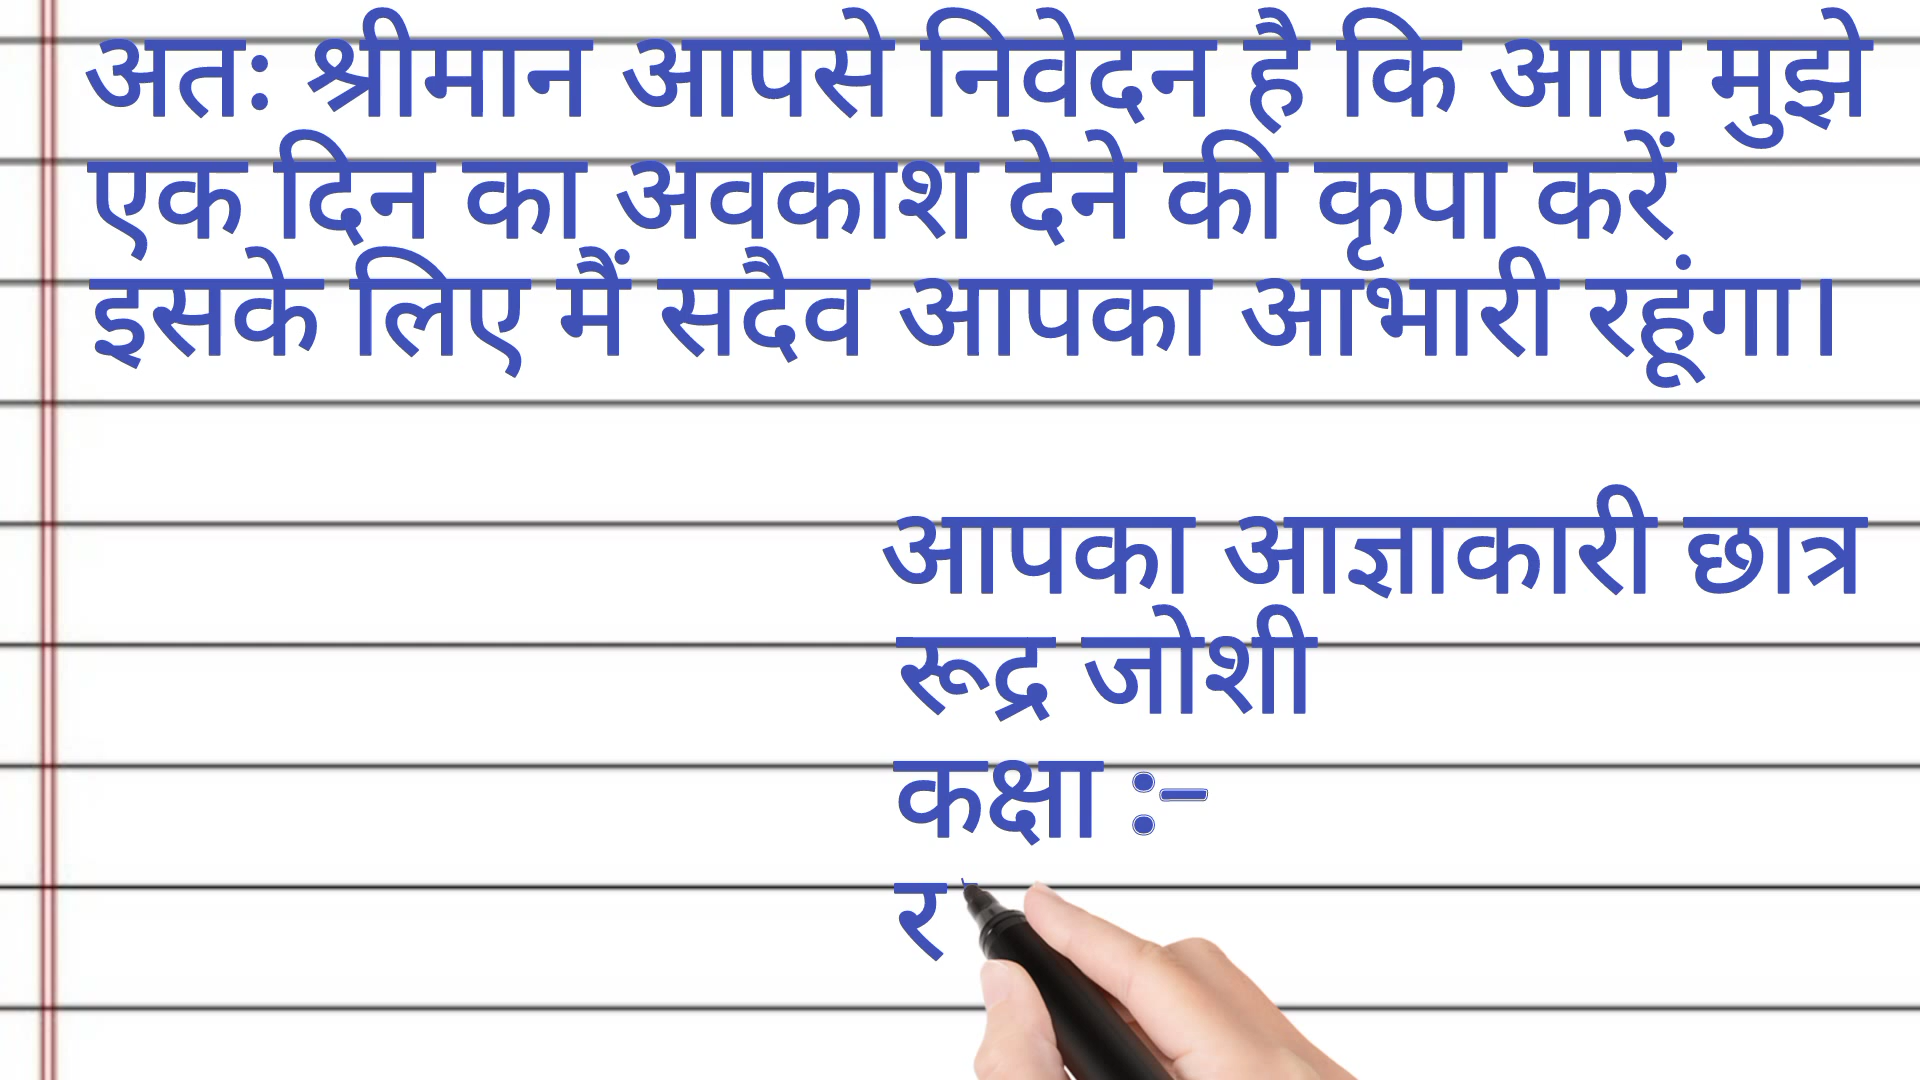 अतः श्रीमान आपसे निवेदन है कि आप मुझे
एक दिन का अवकाश देने की कृपा करें
इसके लिए मैं सदैव आपका आभारी रहूंगा।
आपका आज्ञाकारी छात्र
रूद्र जोशी
कक्षा :-
र